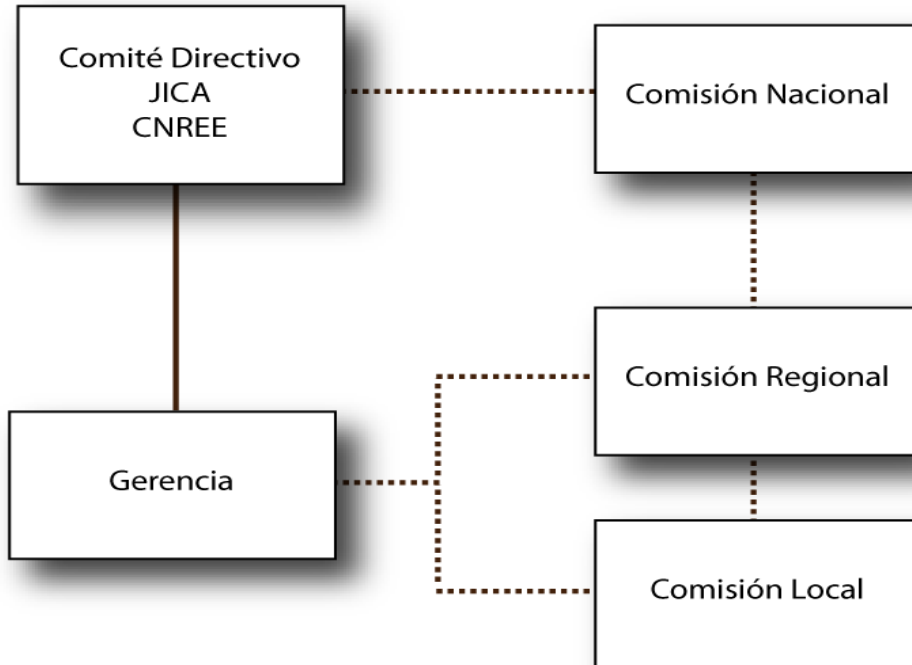 Comité Directivo
JICA
CNREE
Comisión Nacional
Comisión Regional
Gerencia
Comisión Local